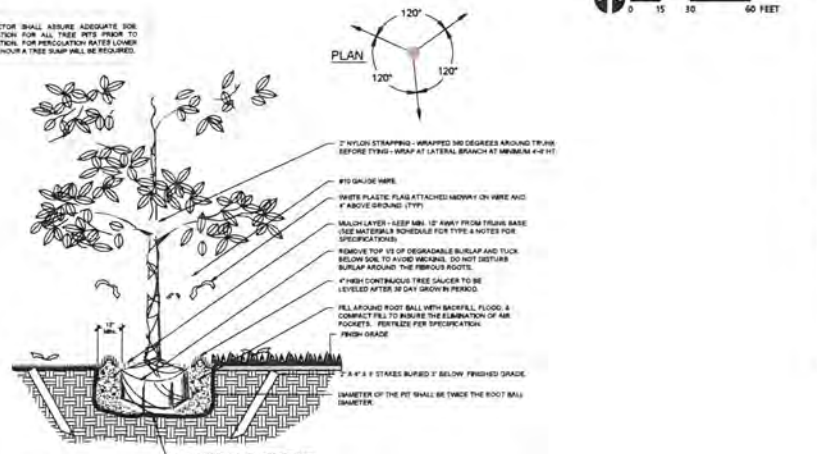 CTOR SHALL ASSURE ADEQUATE SOIL
TION FOR ALL TREE PITS PRIOR TO
TION. FOR PERCOLATION RATES LOWER
HOUR A TREE SUMP WILL BE REQUIRED.
0 15 30 60 FEET
PLAN
120°
120°
120°
2" NYLON STRAPPING - WRAPPED 360 DEGREES AROUND TRUNK
BEFORE TYING - WRAP AT LATERAL BRANCH AT MINIMUM HT.
#10 GAUGE WIRE.
WHITE PLASTIC FLAG ATTACHED MIDWAY ON WIRE AND
4" ABOVE GROUND. (TYP)
MULCH LAYER - KEEP MIN. 12" AWAY FROM TRUNK BASE
(SEE MATERIALS SCHEDULE FOR TYPE & NOTES FOR
SPECIFICATIONS)
REMOVE TOP 1/3 OF DEGRADABLE BURLAP AND TUCK
BELOW SOIL TO AVOID WICKING. DO NOT DISTURB
BURLAP AROUND THE FIBROUS ROOTS.
4" HIGH CONTINUOUS TREE SAUCER TO BE
LEVELED AFTER 90 DAY GROW IN PERIOD.
FILL AROUND ROOT BALL WITH BACKFILL, FLOOD, &
COMPACT FILL TO INSURE THE ELIMINATION OF AIR
POCKETS. FERTILIZE PER SPECIFICATION.
FINISH GRADE
12"
MIN.
STAKES BURIED 3" BELOW FINISHED GRADE.
DIAMETER OF THE PIT SHALL BE TWICE THE ROOT BALL
DIAMETER.